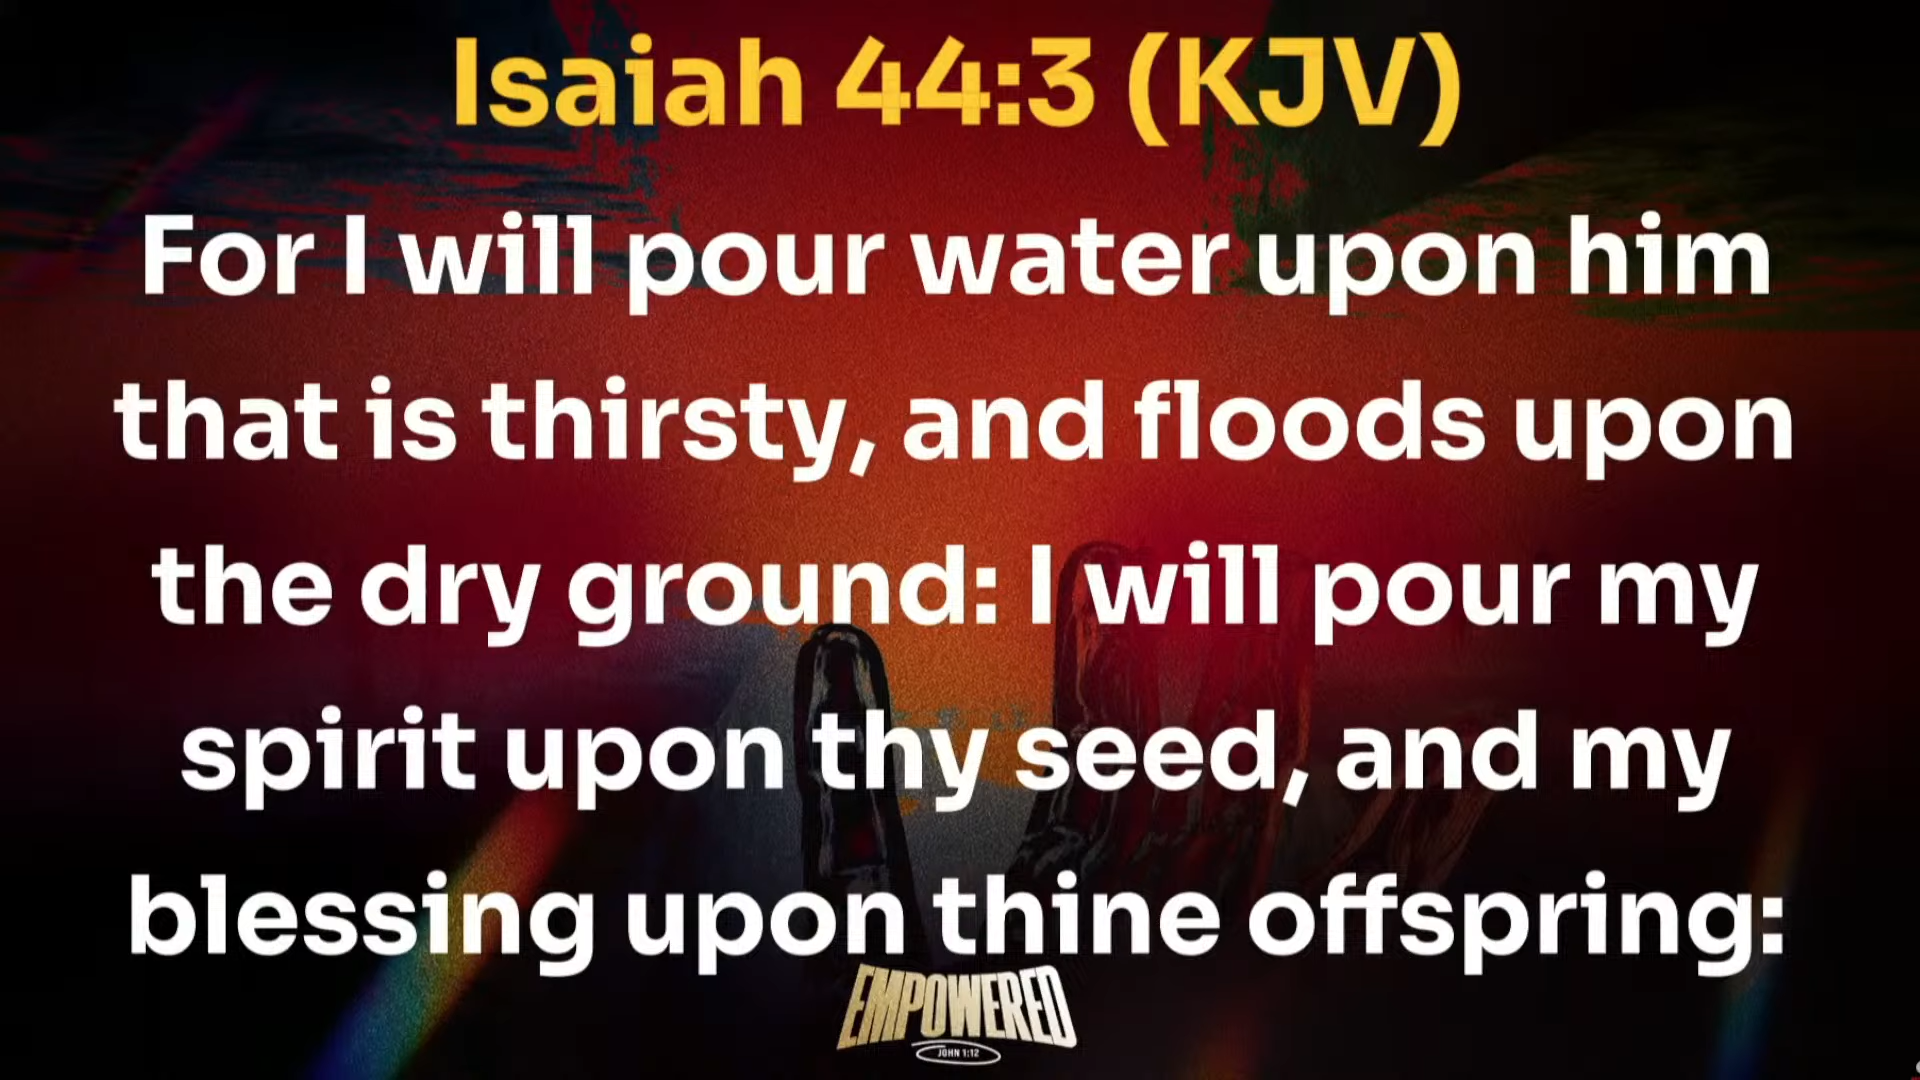 Isaiah 44:3 (KJV)
For I will pour water upon him
that is thirsty, and floods upon
the dry ground: I will pour my
spirit upon thy seed, and my
blessing upon thine offspring:
EMPOWERED
JOHN 1:12